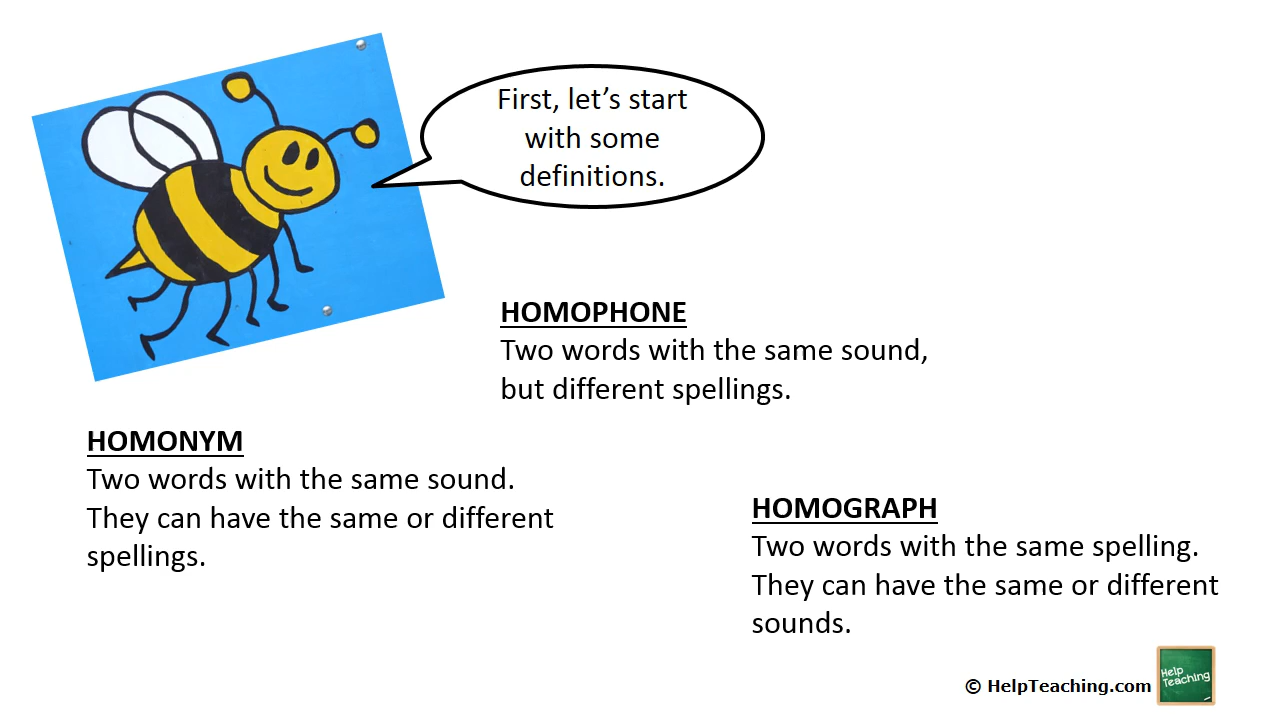 First, let’s start
with some
definitions.
HOMOPHONE
Two words with the same sound,
but different spellings.
HOMONYM
Two words with the same sound.
They can have the same or different
spellings.
HOMOGRAPH
Two words with the same spelling.
They can have the same or different
sounds.
© HelpTeaching.com
Help
Teaching